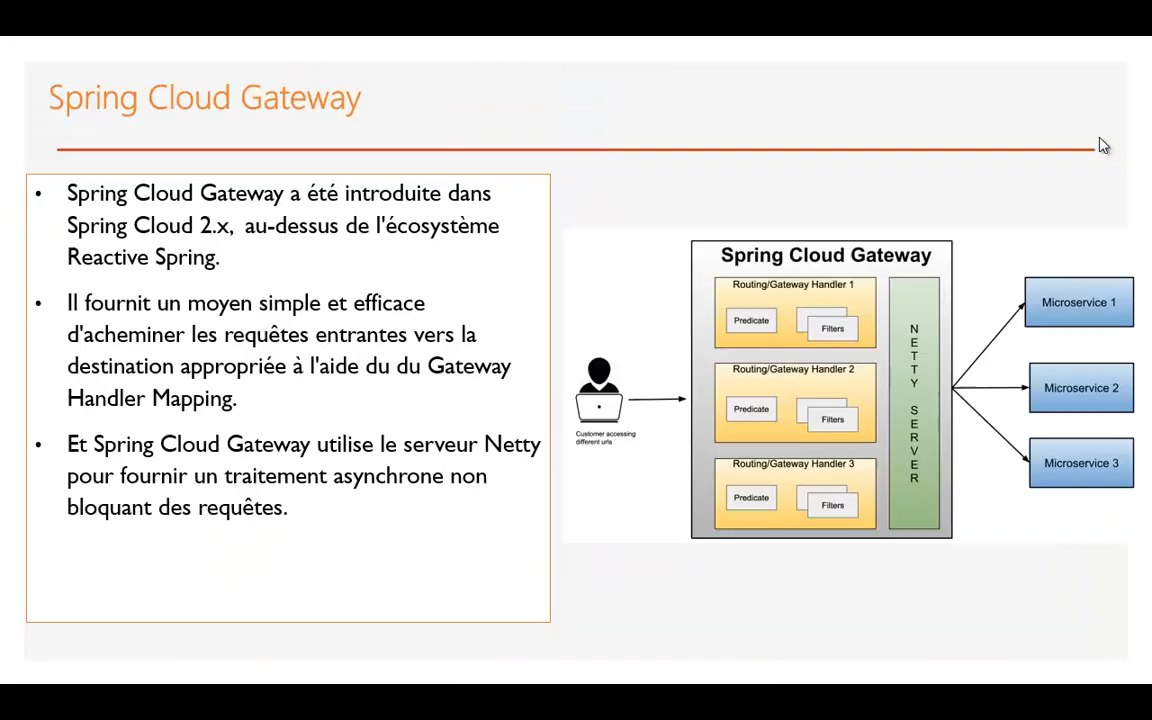 Spring Cloud Gateway
• Spring Cloud Gateway a été introduite dans
Spring Cloud 2.x, au-dessus de l'écosystème
Reactive Spring.
• Il fournit un moyen simple et efficace
d'acheminer les requêtes entrantes vers la
destination appropriée à l'aide du du Gateway
Handler Mapping.
• Et Spring Cloud Gateway utilise le serveur Netty
pour fournir un traitement asynchrone non
bloquant des requêtes.
Customer accessing
different urls
Spring Cloud Gateway
Routing/Gateway Handler 1
Predicate
Filters
Routing/Gateway Handler 2
Predicate
Filters
Routing/Gateway Handler 3
Predicate
Filters
NETTY SERVER
Microservice 1
Microservice 2
Microservice 3